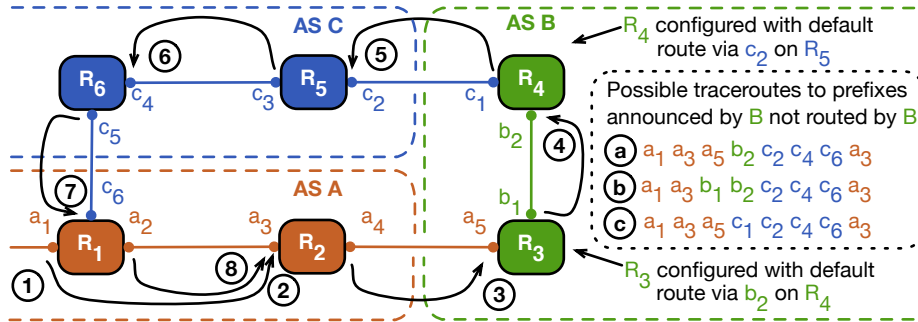 AS C
AS B
R4 configured with default
route via c2 on R5
6
5
R6
c4
c3
R5
c2
c1
R4
c5
b2
4
Possible traceroutes to prefixes
announced by B not routed by B
a a1 a3 a5 b2 c2 c4 c6 a3
b a1 a3 b1 b2 c2 c4 c6 a3
c a1 a3 a5 c1 c2 c4 c6 a3
7
c6
AS A
b1
a1
R1
a2
a3
R2
a4
a5
R3
1
8
2
3
R3 configured with default
route via b2 on R4